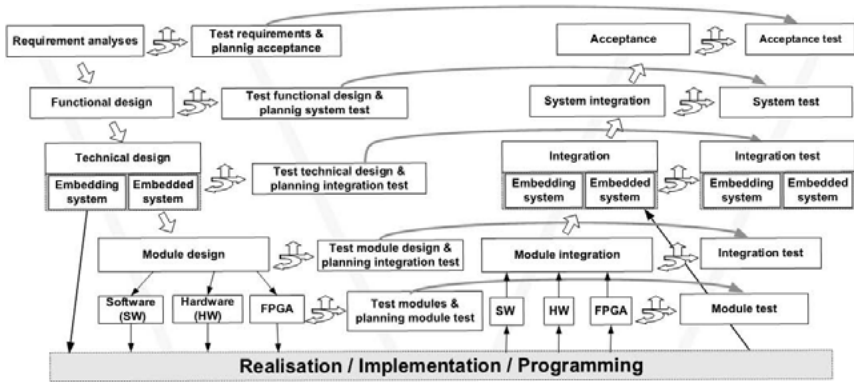 Requirement analyses
Test requirements &
plannig acceptance
Acceptance
Acceptance test
Functional design
Test functional design &
plannig system test
System integration
System test
Technical design
Embedding
system
Embedded
system
Test technical design &
planning integration test
Integration
Embedding
system
Embedded
system
Integration test
Embedding
system
Embedded
system
Module design
Test module design &
planning integration test
Module integration
Integration test
Software
(SW)
Hardware
(HW)
FPGA
Test modules &
planning module test
SW
HW
FPGA
Module test
Realisation / Implementation / Programming